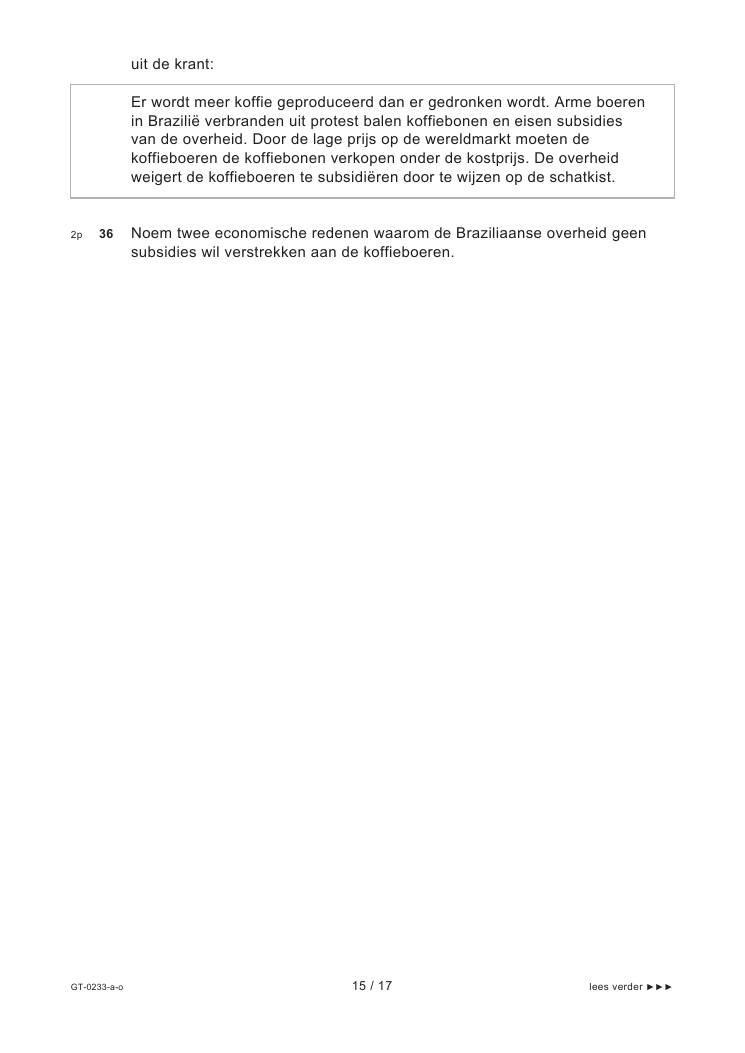 uit de krant:
Er wordt meer koffie geproduceerd dan er gedronken wordt. Arme boeren
in Brazilië verbranden uit protest balen koffiebonen en eisen subsidies
van de overheid. Door de lage prijs op de wereldmarkt moeten de
koffieboeren de koffiebonen verkopen onder de kostprijs. De overheid
weigert de koffieboeren te subsidiëren door te wijzen op de schatkist.
2p 36 Noem twee economische redenen waarom de Braziliaanse overheid geen
subsidies wil verstrekken aan de koffieboeren.
GT-0233-a-o 15 / 17 lees verder ►►►